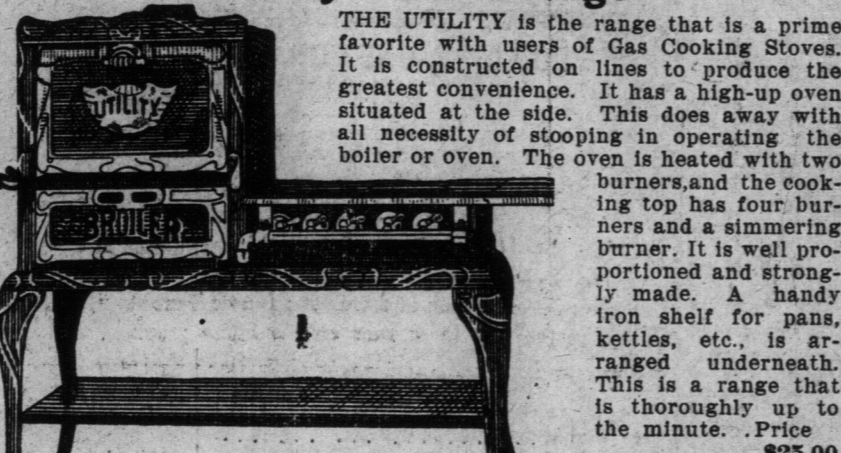 THE UTILITY is the range that is a prime
favorite with users of Gas Cooking Stoves.
It is constructed on lines to produce the
greatest convenience. It has a high-up oven
situated at the side. This does away with
all necessity of stooping in operating the
boiler or oven. The oven is heated with two
burners,and the cook-
ing top has four bur-
ners and a simmering
burner. It is well pro-
portioned and strong-
ly made. A handy
iron shelf for pans,
kettles, etc., is ar-
ranged underneath.
This is a range that
is thoroughly up to
the minute. .Price
$25.00
UTILITY
BROILER